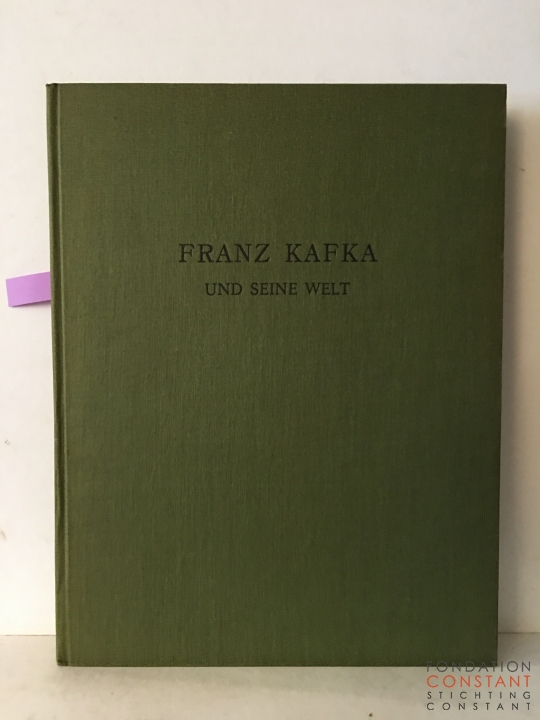 FRANZ KAFKA
UND SEINE WELT
FONDATION
CONSTANT
STICHTING
CONSTANT